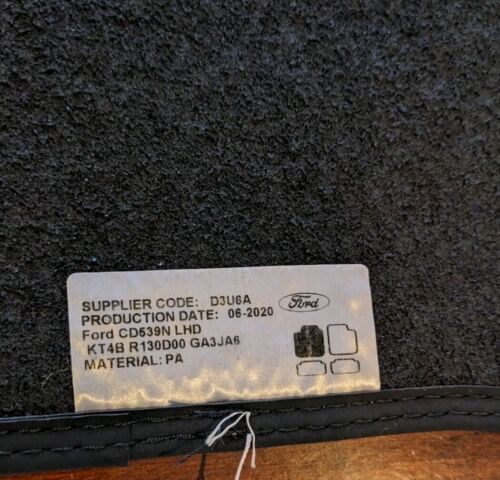 SUPPLIER CODE: D3U6A
Ford
PRODUCTION DATE: 06-2020
Ford CD539N LHD
KT4B R130D00 GA3JA6
MATERIAL: PA